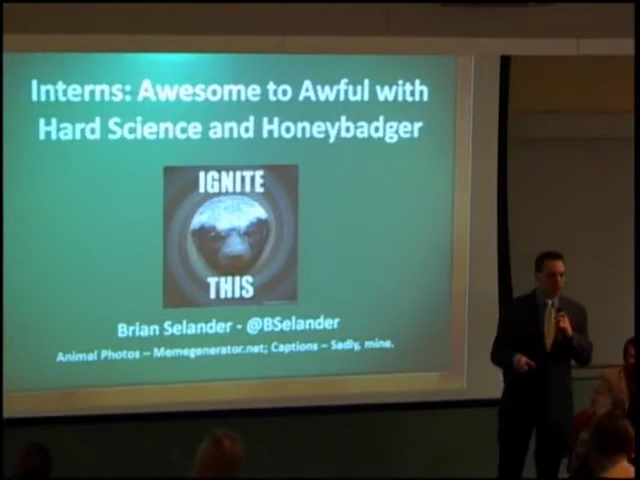 Interns: Awesome to Awful with
Hard Science and Honeybadger
IGNITE
THIS
Brian Selander - @BSelander
Animal Photos – Memegenerator.net; Captions – Sadly, mine.